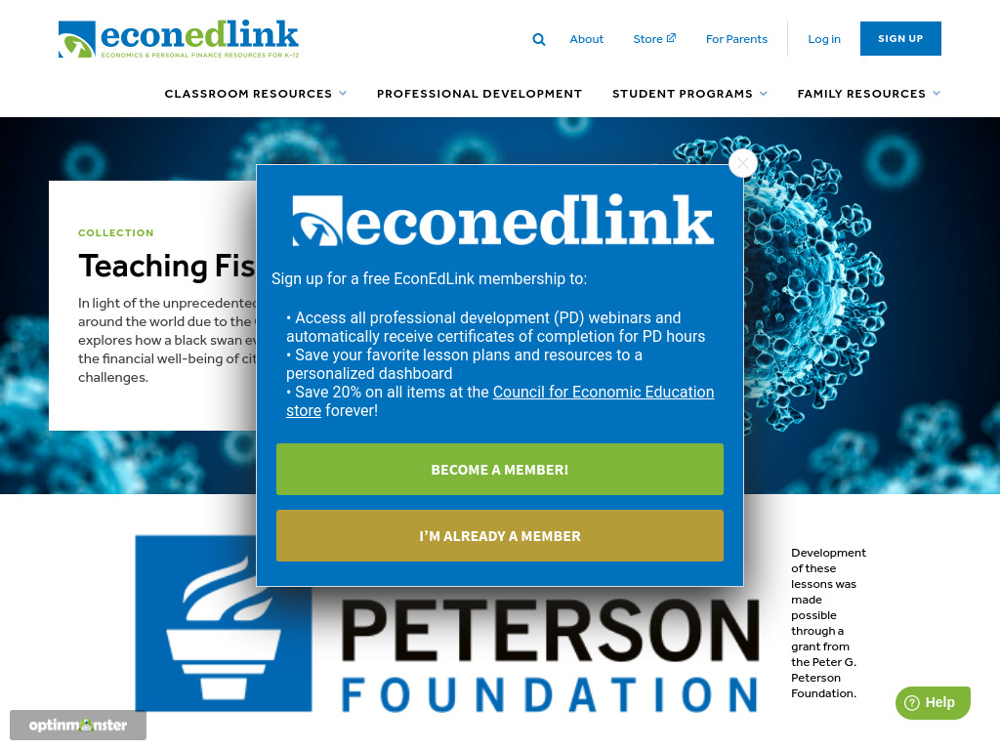 econedlink
ECONOMICS & PERSONAL FINANCE RESOURCES FOR K-12
About
Store
For Parents
Log in
SIGN UP
CLASSROOM RESOURCES
PROFESSIONAL DEVELOPMENT
STUDENT PROGRAMS
FAMILY RESOURCES
COLLECTION
Teaching Fis
In light of the unprecedented
around the world due to the
explores how a black swan ev
the financial well-being of cit
challenges.
econedlink
Sign up for a free EconEdLink membership to:
• Access all professional development (PD) webinars and
automatically receive certificates of completion for PD hours
• Save your favorite lesson plans and resources to a
personalized dashboard
• Save 20% on all items at the Council for Economic Education
store forever!
BECOME A MEMBER!
I'M ALREADY A MEMBER
PETERSON
FOUNDATION
Development
of these
lessons was
made
possible
through a
grant from
the Peter G.
Peterson
Foundation.
optinmonster
Help